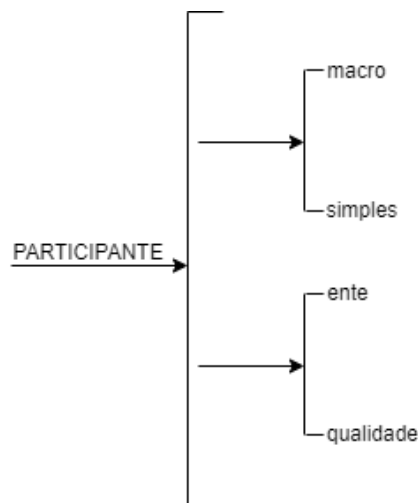 macro
simples
PARTICIPANTE
ente
qualidade